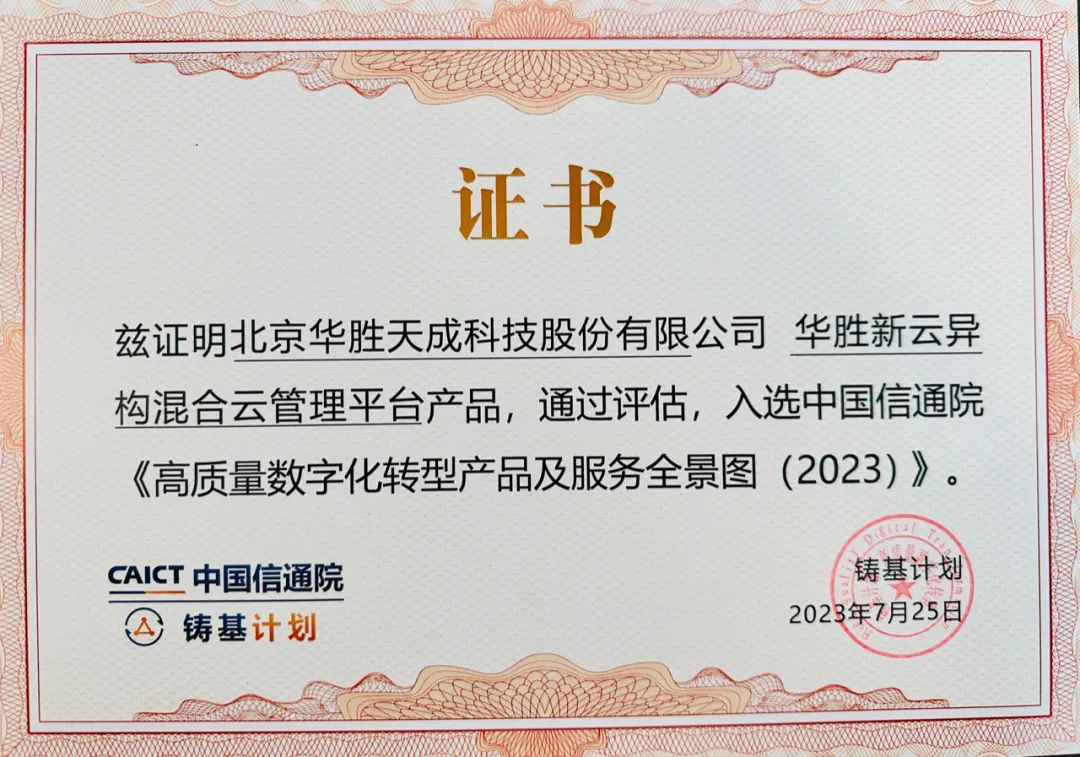 证书
兹证明北京华胜天成科技股份有限公司 华胜新云异
构混合云管理平台产品，通过评估，入选中国信通院
《高质量数字化转型产品及服务全景图（2023）》。
CAICT 中国信通院
铸基计划
铸基计划
2023年7月25日